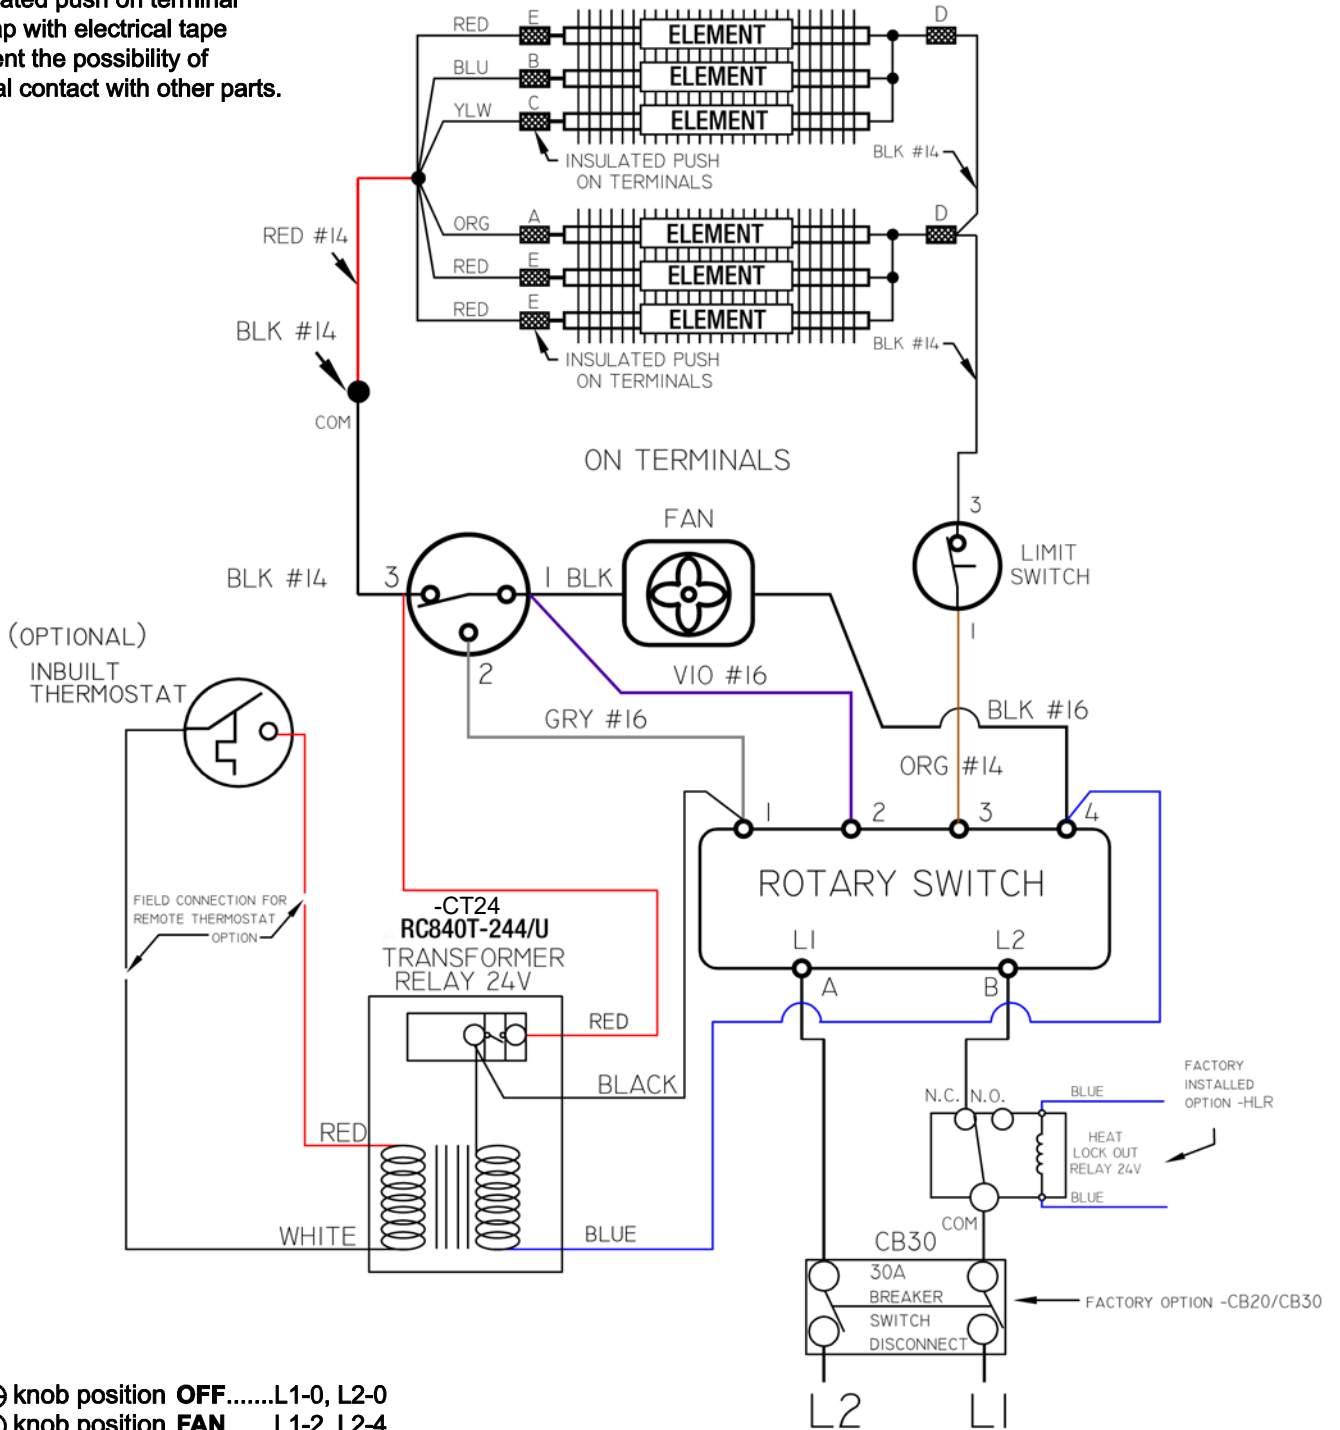 ated push on terminal
p with electrical tape
ent the possibility of
al contact with other parts.
RED E ELEMENT D
BLU B ELEMENT
YLW C ELEMENT
INSULATED PUSH
ON TERMINALS
BLK #14
ORG A ELEMENT D
RED E ELEMENT
RED E ELEMENT
INSULATED PUSH
ON TERMINALS
BLK #14
RED #14
BLK #14
COM
ON TERMINALS
FAN
3
LIMIT
SWITCH
1
BLK #14 3 1 BLK
2
VIO #16
GRY #16
BLK #16
ORG #14
(OPTIONAL)
INBUILT
THERMOSTAT
1 2 3 4
ROTARY SWITCH
L1 L2
A B
FIELD CONNECTION FOR
REMOTE THERMOSTAT
OPTION
-CT24
RC840T-244/U
TRANSFORMER
RELAY 24V
RED
BLACK
RED
WHITE
BLUE
N.C. N.O.
BLUE
FACTORY
INSTALLED
OPTION -HLR
HEAT
LOCK OUT
RELAY 24V
BLUE
COM
CB30
30A
BREAKER
SWITCH
DISCONNECT
FACTORY OPTION -CB20/CB30
L2 L1
knob position OFF.......L1-0, L2-0
knob position FAN L1-2, L2-4